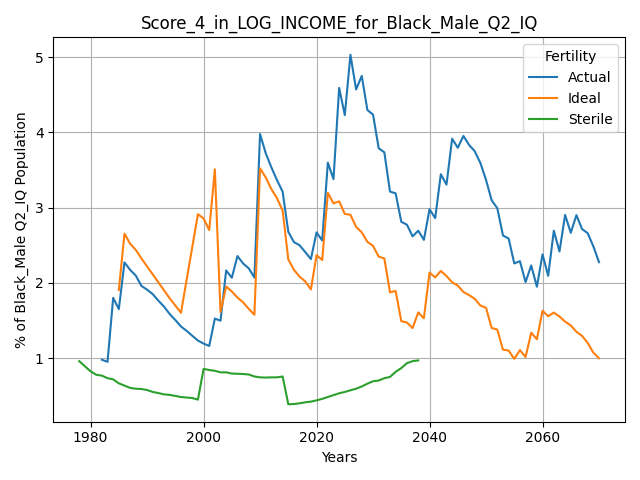 Score_4_in_LOG_INCOME_for_Black_Male_Q2_IQ
Fertility
Actual
Ideal
Sterile
% of Black_Male Q2_IQ Population
5
4
3
2
1
1980 2000 2020 2040 2060
Years